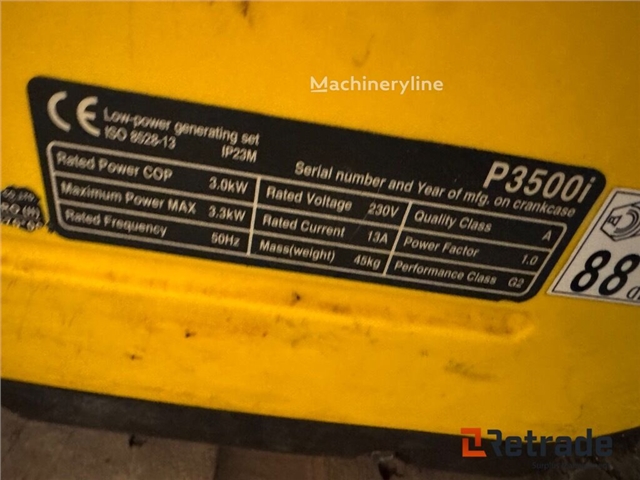 Machineryline
CE Low-power generating set
ISO 8528-13 IP23M
P3500i
Serial number and Year of mfg. on crankcase
Rated Power COP 3.0kW Rated Voltage 230V Quality Class A
Maximum Power MAX 3.3kW Rated Current 13A Power Factor 1.0
Rated Frequency 50Hz Mass(weight) 45kg Performance Class G2
88
Retrade